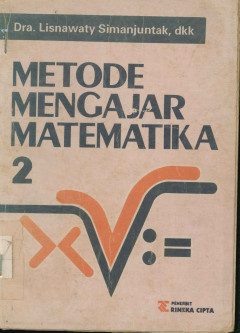 Dra. Lisnawaty Simanjuntak, dkk
METODE
MENGAJAR
MATEMATIKA
2
PENERBIT
RINEKA CIPTA